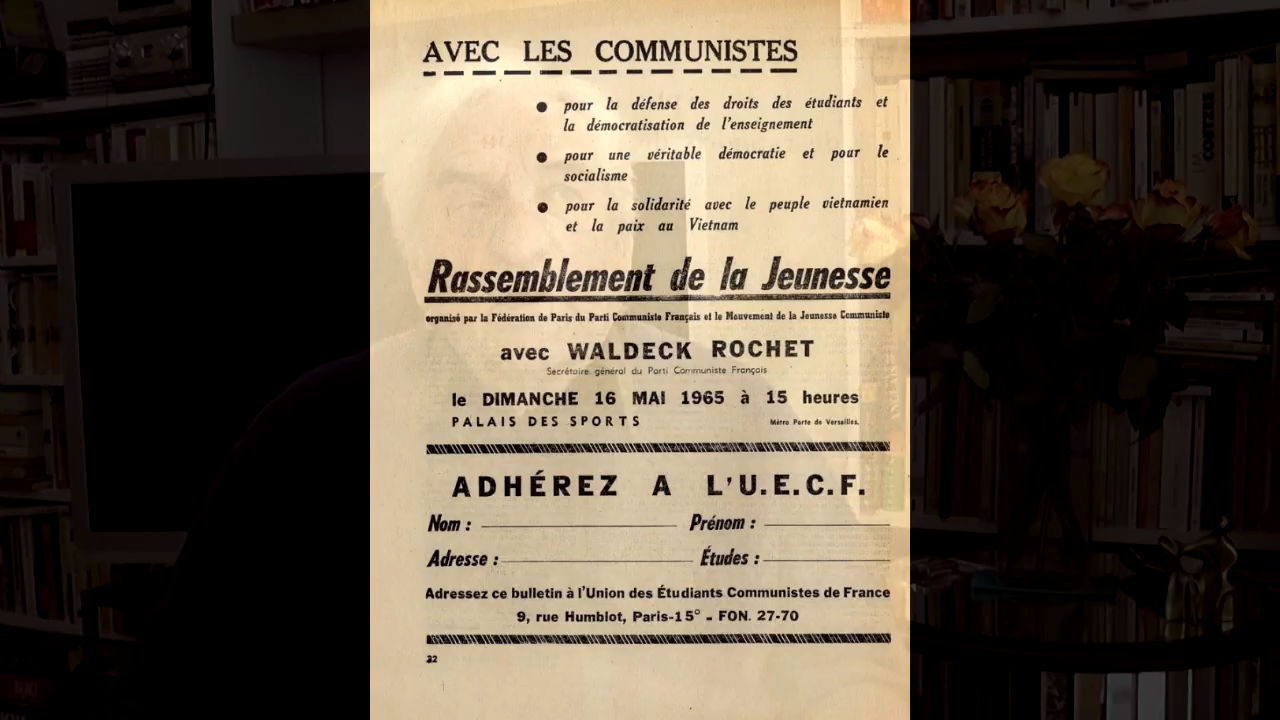 AVEC LES COMMUNISTES
● pour la défense des droits des étudiants et
la démocratisation de l'enseignement
● pour une véritable démocratie et pour le
socialisme
● pour la solidarité avec le peuple vietnamien
et la paix au Vietnam
Rassemblement de la Jeunesse
organisé par la Fédération de Paris du Parti Communiste Français et le Mouvement de la Jeunesse Communiste
avec WALDECK ROCHET
Secrétaire général du Parti Communiste Français
le DIMANCHE 16 MAI 1965 à 15 heures
PALAIS DES SPORTS Métro Porte de Versailles.
ADHÉREZ A L'U.E.C.F.
Nom : Prénom :
Adresse : Études :
Adressez ce bulletin à l'Union des Étudiants Communistes de France
9, rue Humblot, Paris-15° - FON. 27-70
32